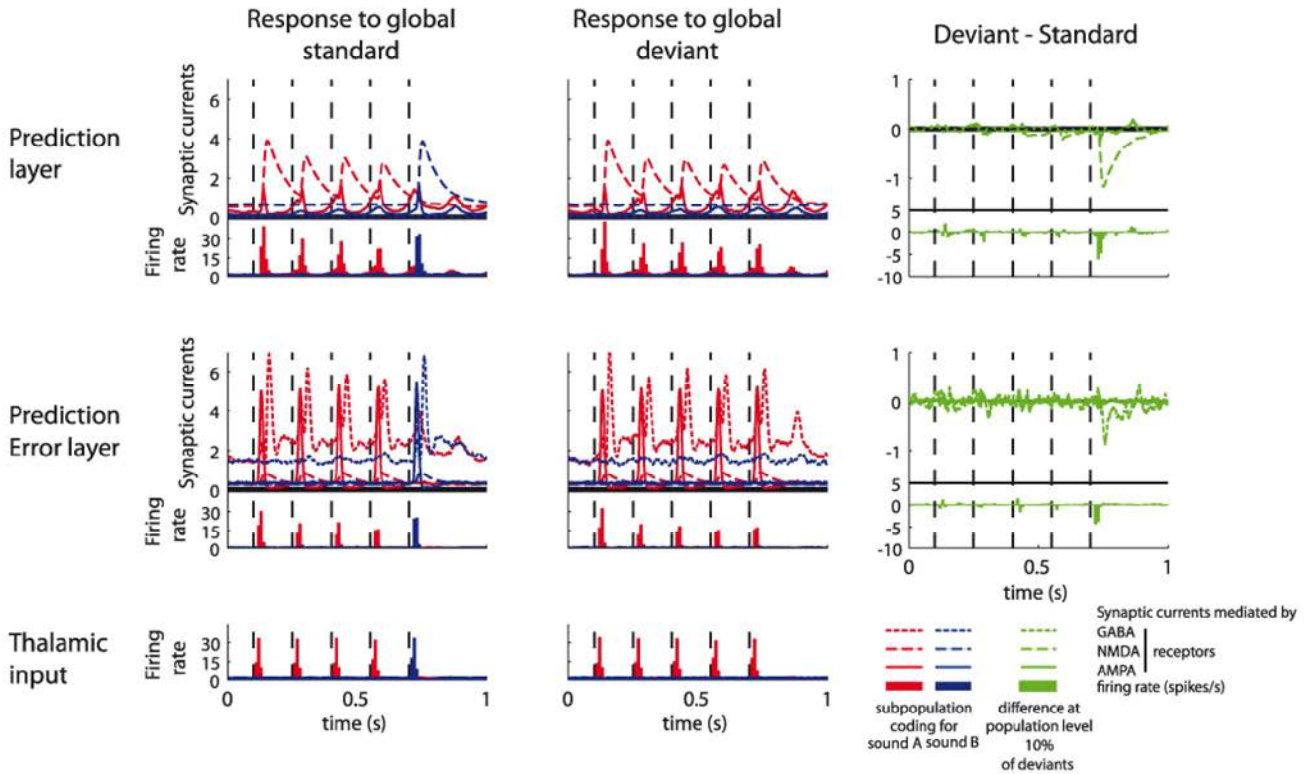 Response to global
standard
Response to global
deviant
Deviant - Standard
Prediction
layer
Synaptic currents
6
4
2
0
Firing
rate
30
15
0
1
0
-1
5
0
-5
-10
Prediction
Error layer
Synaptic currents
6
4
2
0
Firing
rate
30
15
0
1
0
-1
5
0
-5
-10
0
0.5
1
time (s)
Thalamic
input
Firing
rate
30
15
0
0
0.5
1
time (s)
0
0.5
1
time (s)
Synaptic currents mediated by
GABA
NMDA
receptors
AMPA
firing rate (spikes/s)
subpopulation
coding for
sound A sound B
difference at
population level
10%
of deviants